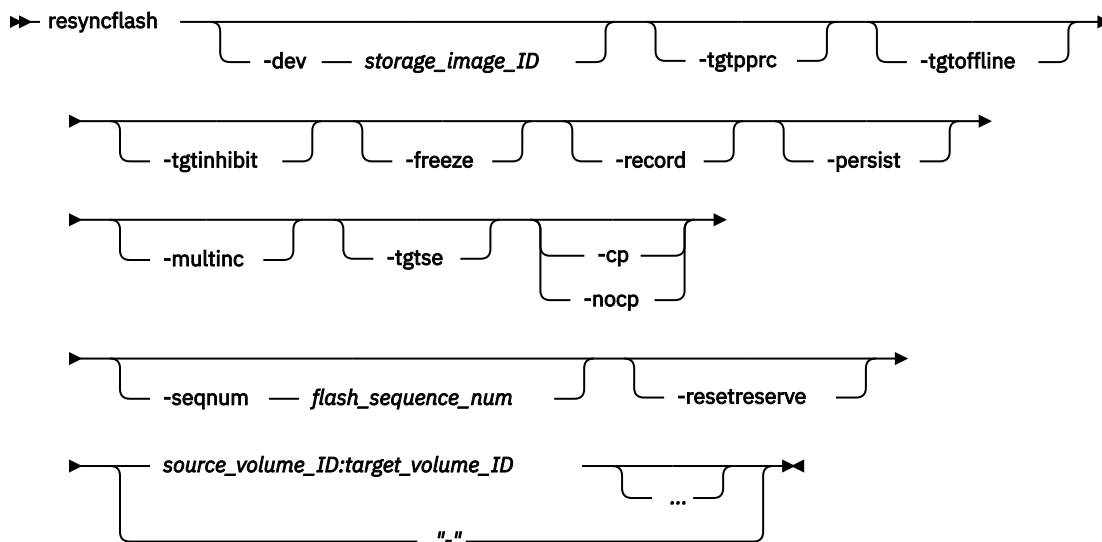 resyncflash
-dev storage_image_ID -tgtpprc -tgtoffline
-tgtinhibit -freeze -record -persist
-multinc -tgtse -cp
-nocp
-seqnum flash_sequence_num -resetreserve
source_volume_ID:target_volume_ID
...
"-"